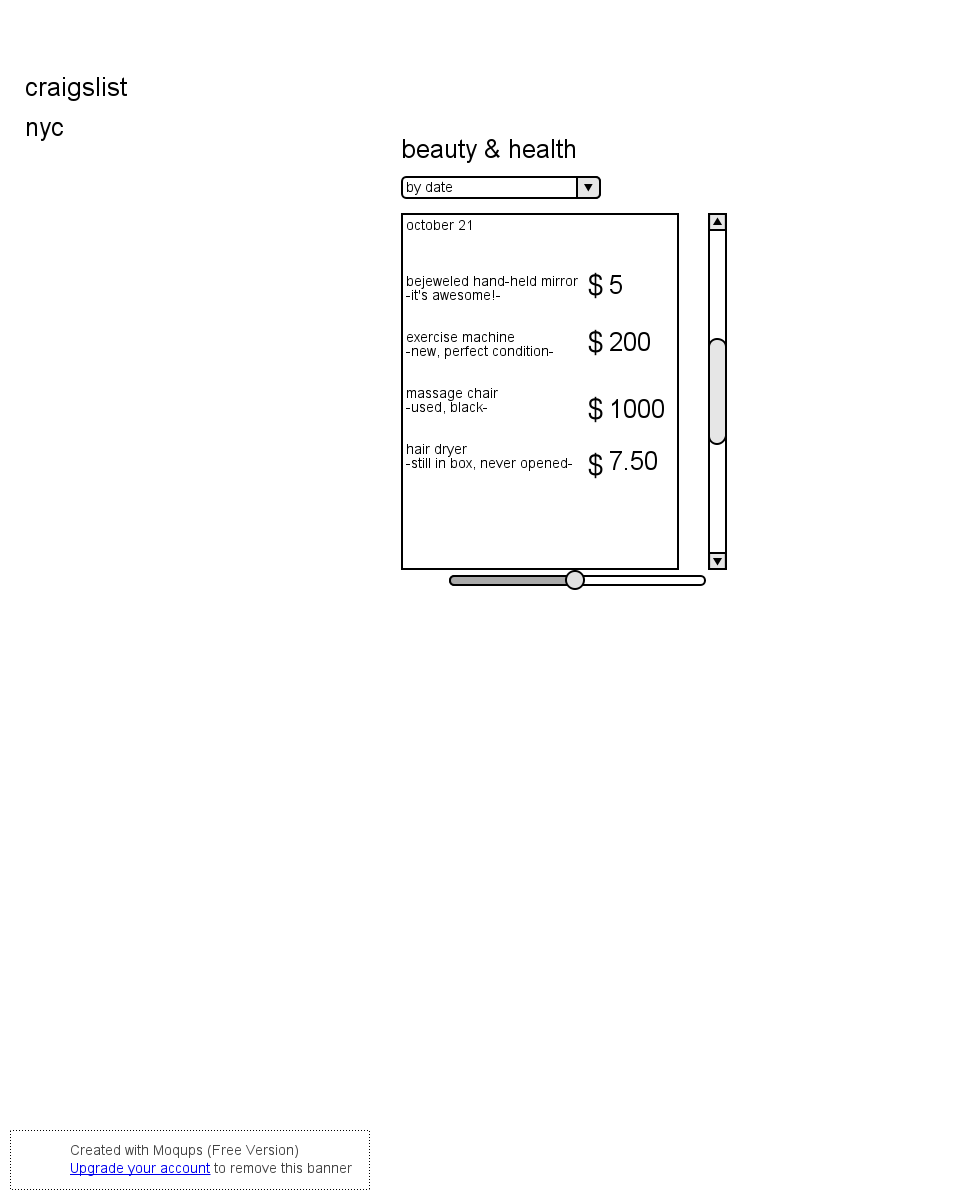 craigslist
nyc
beauty & health
by date
october 21
bejeweled hand-held mirror $ 5
-it's awesome!-
exercise machine $ 200
-new, perfect condition-
massage chair $ 1000
-used, black-
hair dryer $ 7.50
-still in box, never opened-
Created with Moqups (Free Version)
Upgrade your account to remove this banner